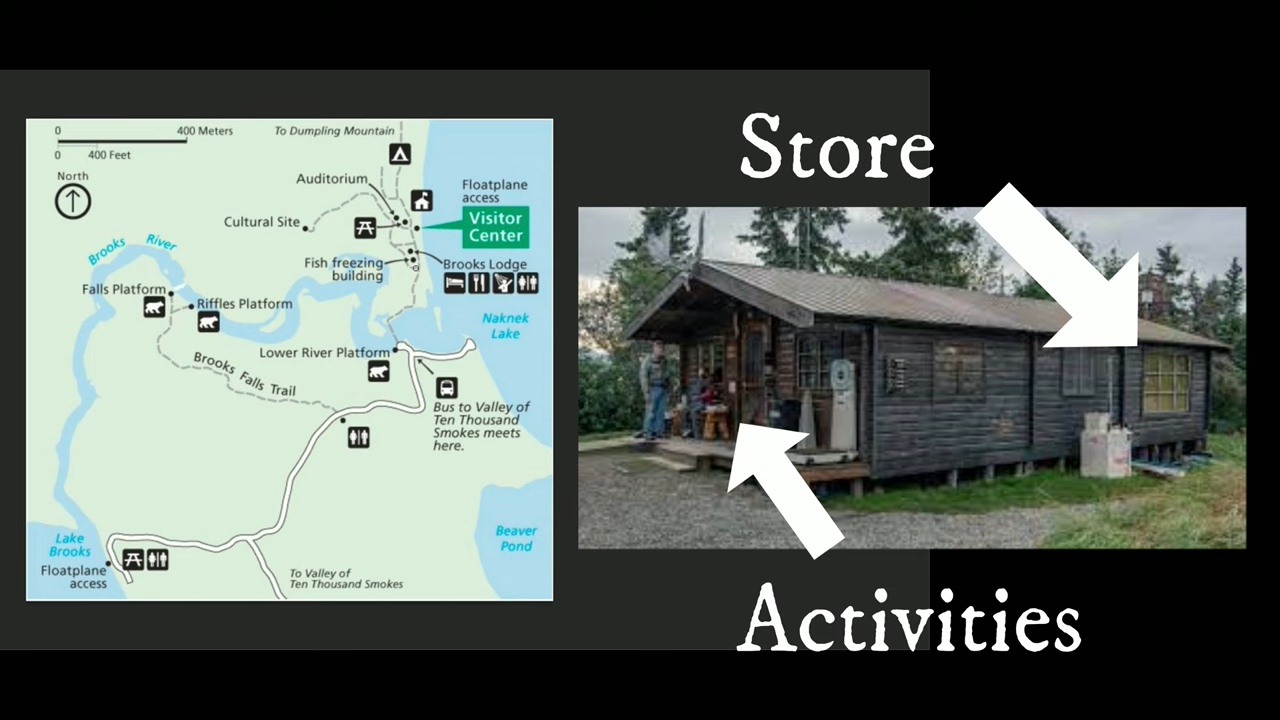 Store
Activities
0 400 Meters
0 400 Feet
North
To Dumpling Mountain
Auditorium
Floatplane
access
Visitor
Center
Cultural Site
Brooks River
Fish freezing
building
Brooks Lodge
Falls Platform
Riffles Platform
Naknek
Lake
Lower River Platform
Brooks Falls Trail
Bus to Valley of
Ten Thousand
Smokes meets
here.
Lake
Brooks
Floatplane
access
Beaver
Pond
To Valley of
Ten Thousand Smokes